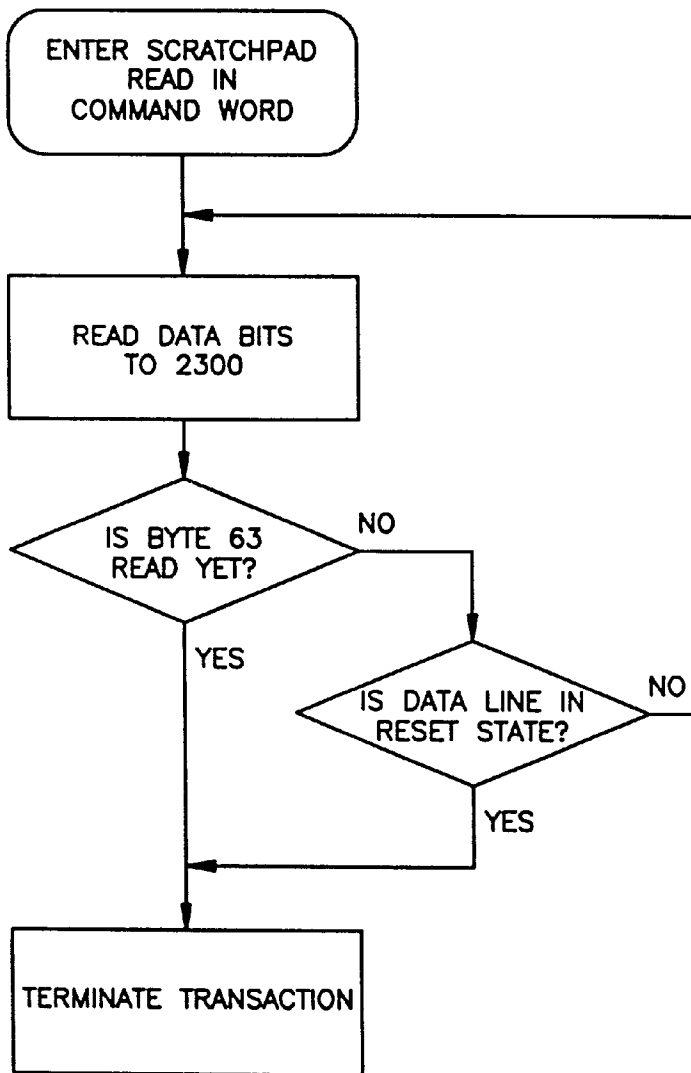 ENTER SCRATCHPAD
READ IN
COMMAND WORD
READ DATA BITS
TO 2300
IS BYTE 63
READ YET?
NO
YES
IS DATA LINE IN
RESET STATE?
NO
YES
TERMINATE TRANSACTION